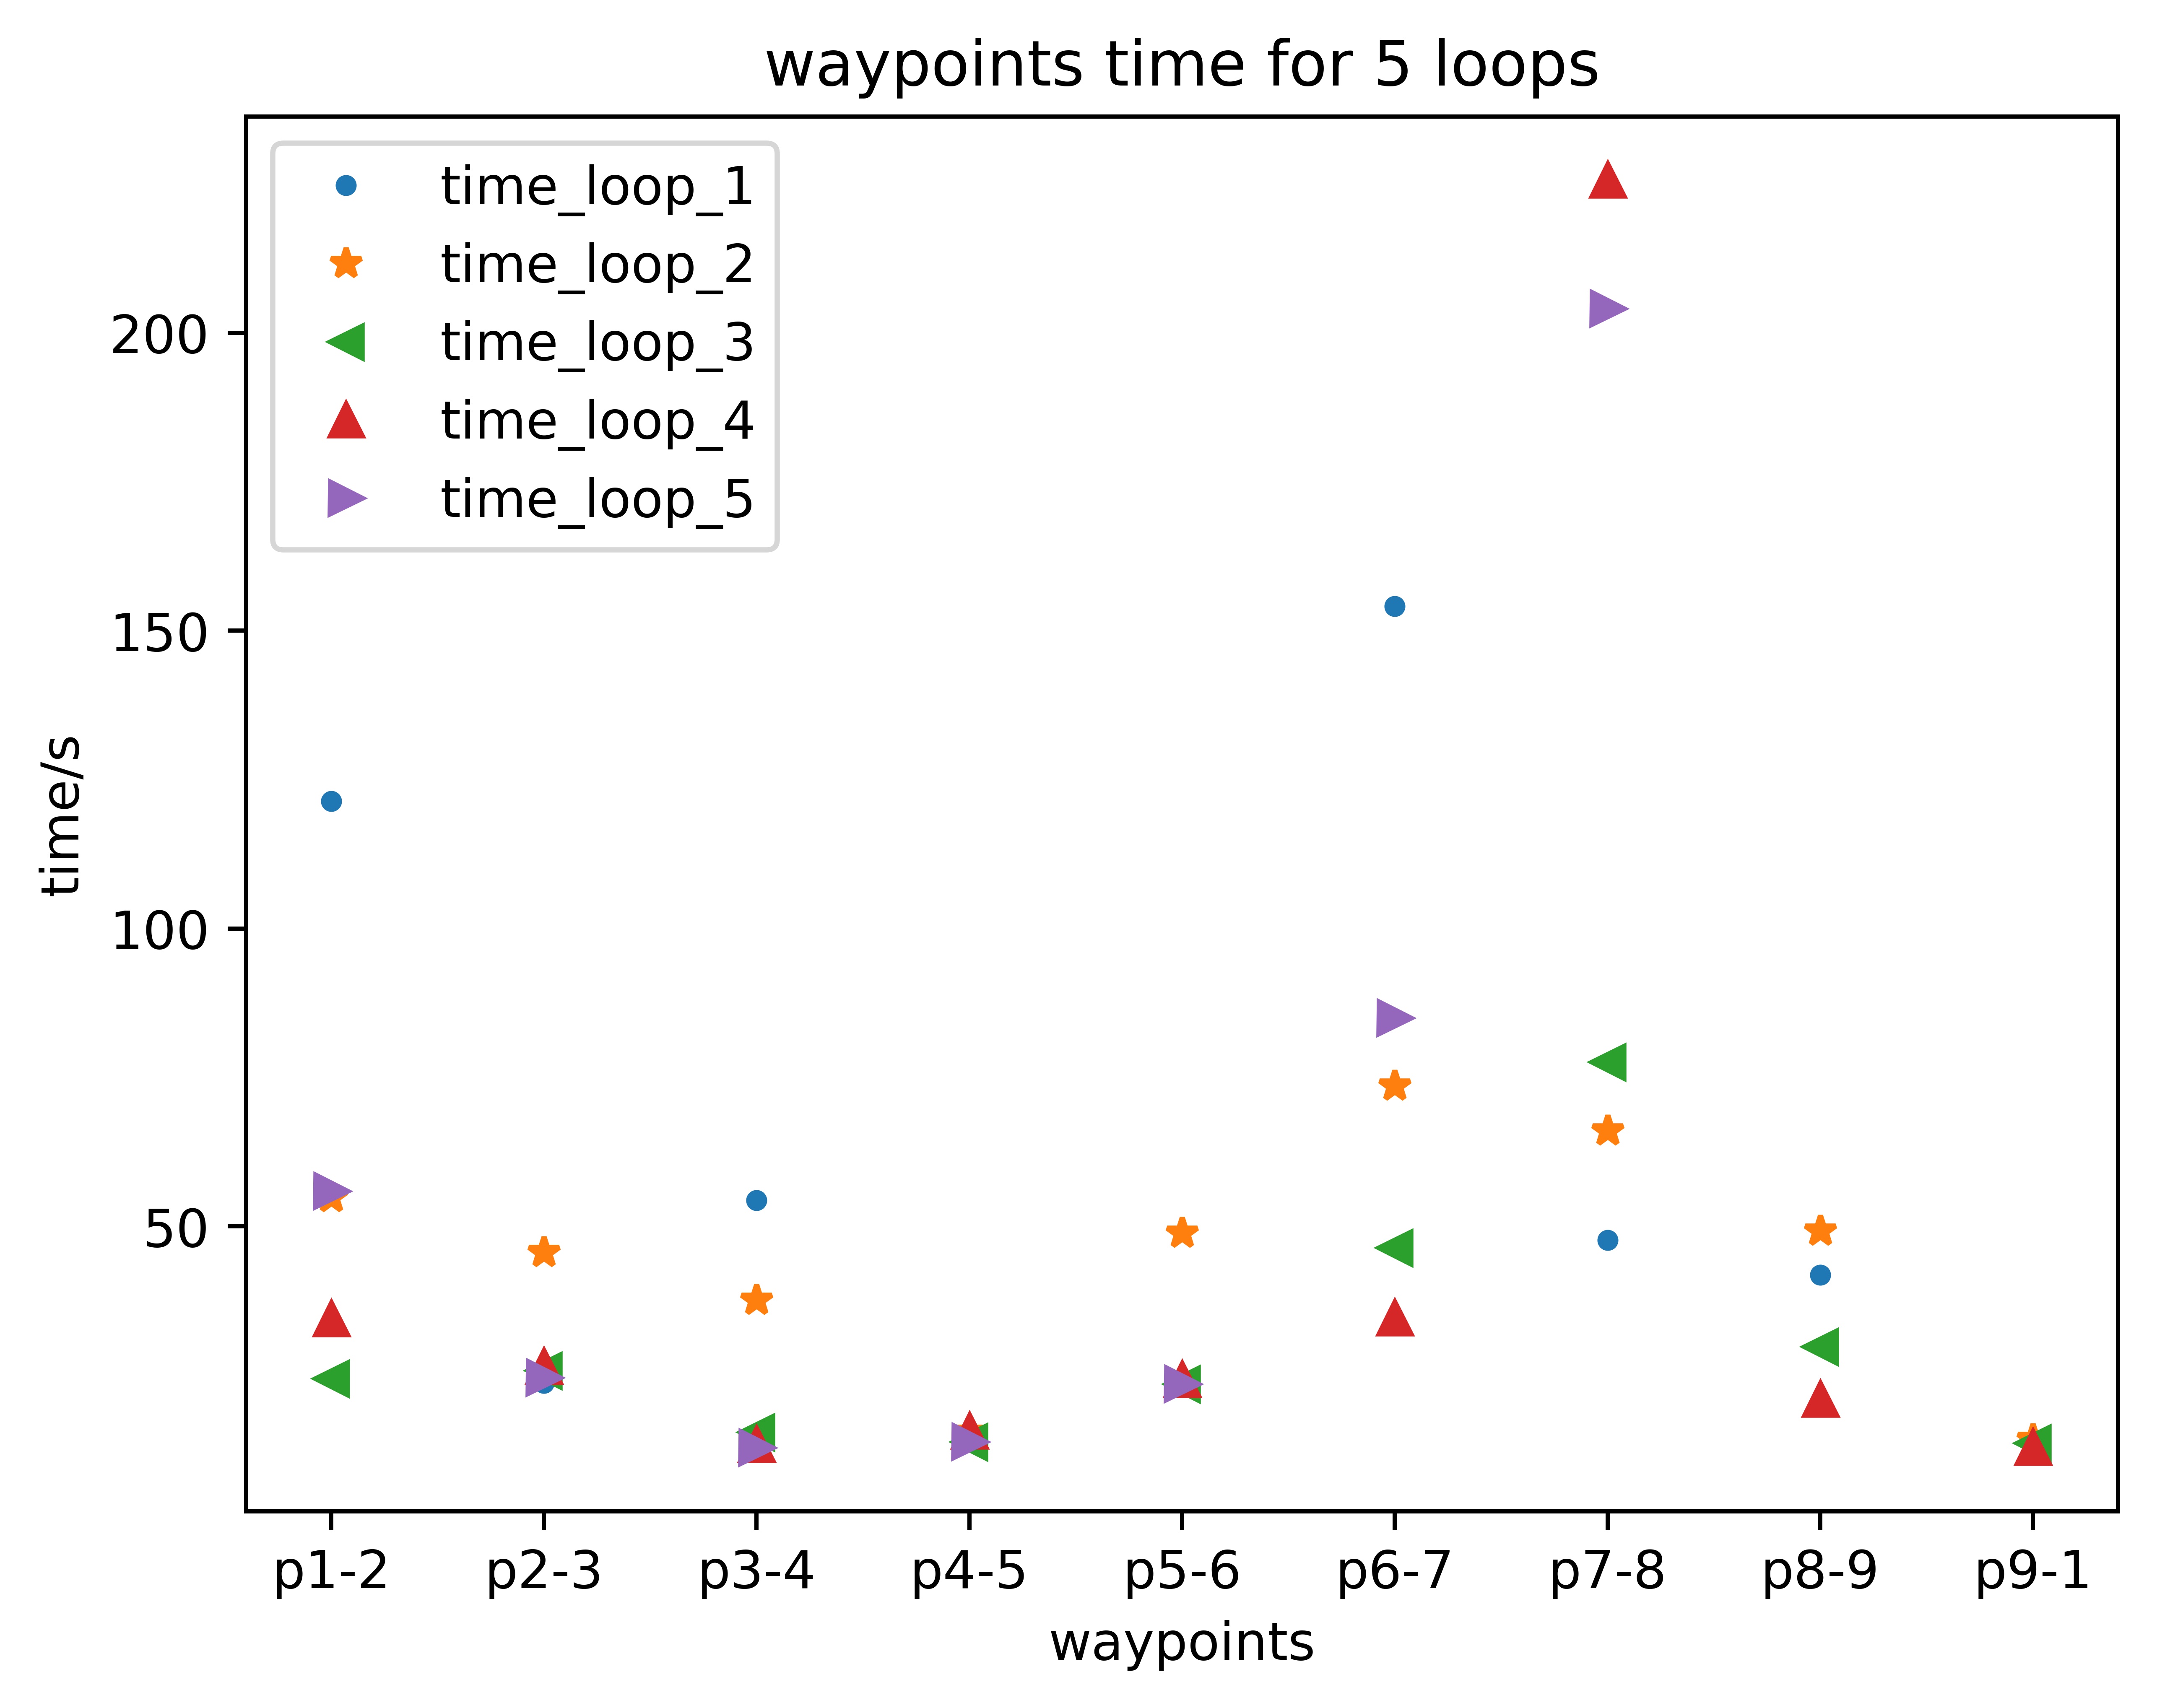 waypoints time for 5 loops
time_loop_1
time_loop_2
time_loop_3
time_loop_4
time_loop_5
200
150
100
50
time/s
p1-2 p2-3 p3-4 p4-5 p5-6 p6-7 p7-8 p8-9 p9-1
waypoints